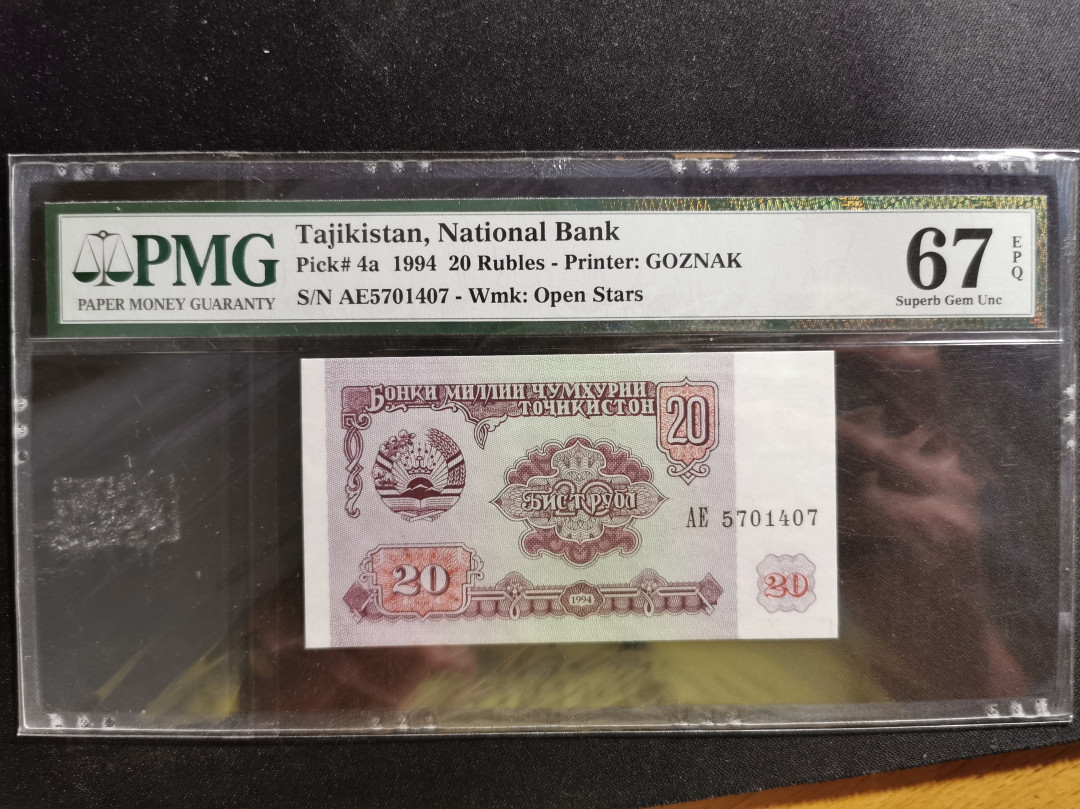 PMG
PAPER MONEY GUARANTY
Tajikistan, National Bank
Pick# 4a 1994 20 Rubles - Printer: GOZNAK
S/N AE5701407 - Wmk: Open Stars
67
EPQ
Superb Gem Unc
БОНКИ МИЛЛИИ ҶУМҲУРИИ
ТОҶИКИСТОН
20
БИСТ РУБЛ
20
АЕ 5701407
20
1994
20